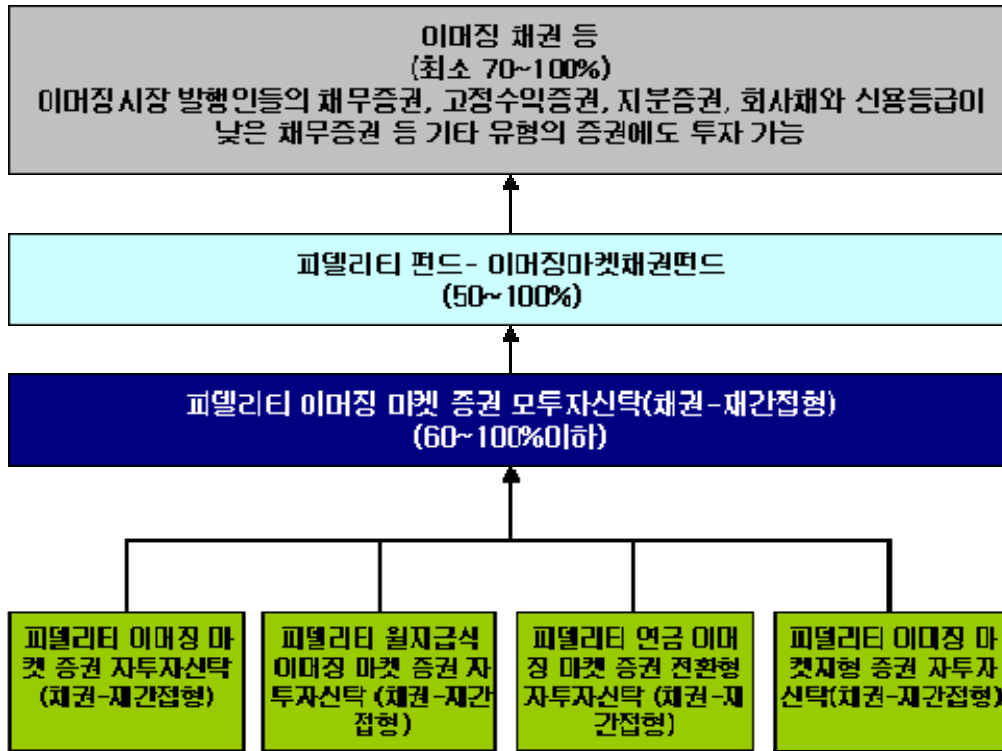 이머징 채권 등
(최소 70~100%)
이머징시장 발행인들의 채무증권, 고정수익증권, 지분증권, 회사채와 신용등급이
낮은 채무증권 등 기타 유형의 증권에도 투자 가능
피델리티 펀드- 이머징마켓채권펀드
(50~100%)
피델리티 이머징 마켓 증권 모투자신탁(채권-재간접형)
(60~100%이하)
피델리티 이머징 마
켓 증권 자투자신탁
(채권-재간접형)
피델리티 월지급식
이머징 마켓 증권 자
투자신탁 (채권-재간
접형)
피델리티 연금 이머
징 마켓 증권 전환형
자투자신탁 (채권-재
간접형)
피델리티 이머징 마
켓재형 증권 자투자
신탁(채권-재간접형)